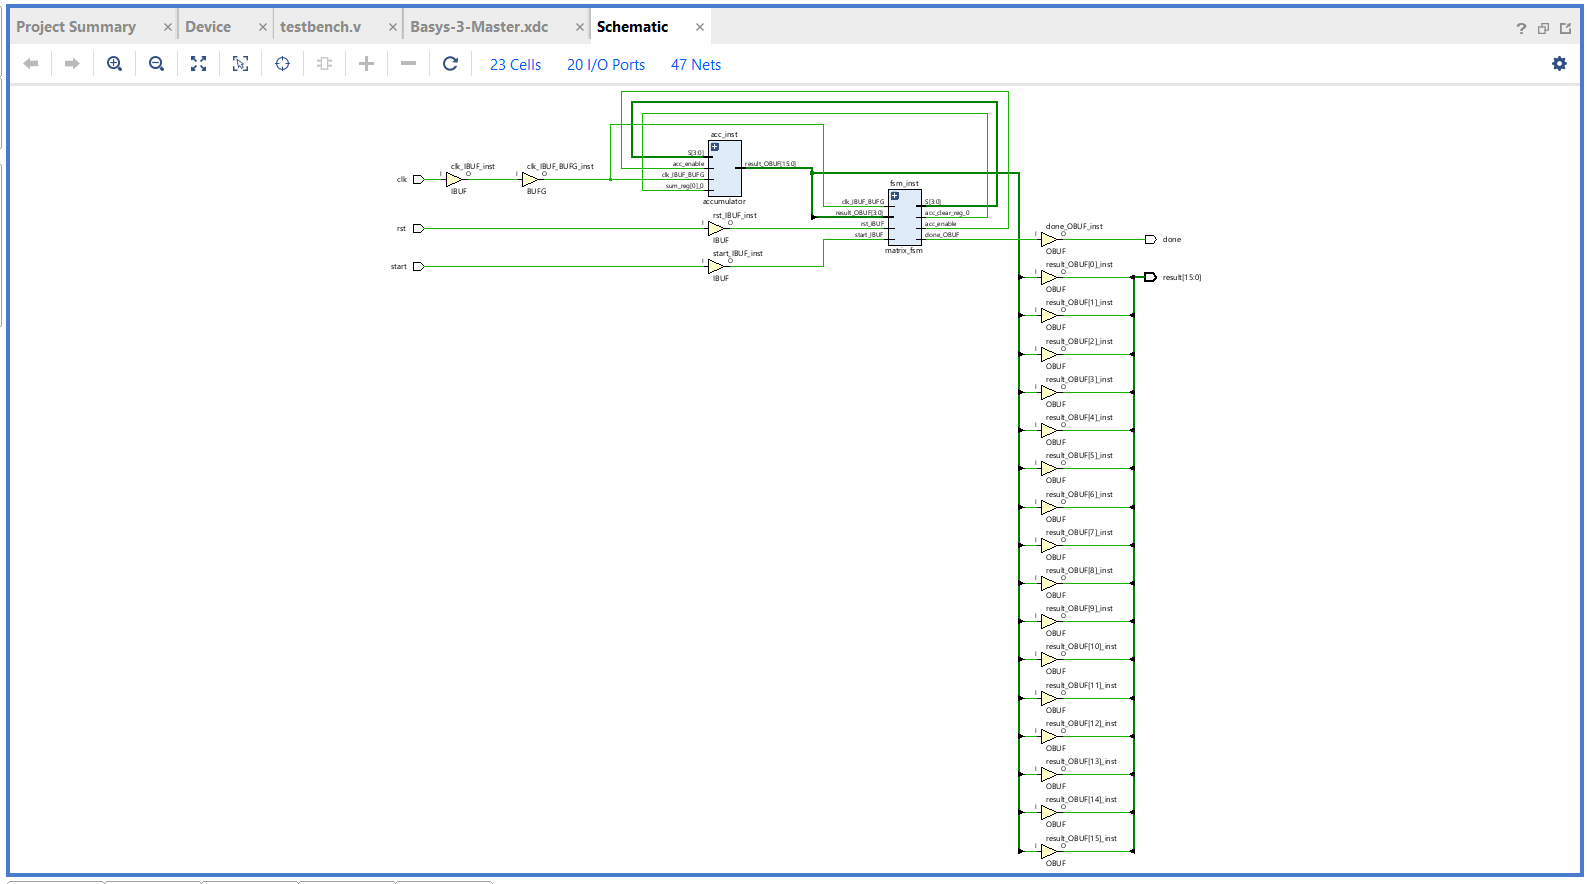 Project Summary × Device × testbench.v × Basys-3-Master.xdc × Schematic × ?
23 Cells 20 I/O Ports 47 Nets
acc_inst
S[3:0]
acc_enable
clk_IBUF_BUFG
sum_reg[0]_0
result_OBUF[15:0]
accumulator
clk_IBUF_inst
clk
I
O
IBUF
clk_IBUF_BUFG_inst
I
O
BUFG
fsm_inst
clk_IBUF_BUFG
result_OBUF[3:0]
rst_IBUF
start_IBUF
S[3:0]
acc_clear_reg_0
acc_enable
done_OBUF
matrix_fsm
rst_IBUF_inst
rst
I
O
IBUF
start_IBUF_inst
start
I
O
IBUF
done_OBUF_inst
I
O
OBUF
done
result_OBUF[0]_inst
I
O
OBUF
result[15:0]
result_OBUF[1]_inst
I
O
OBUF
result_OBUF[2]_inst
I
O
OBUF
result_OBUF[3]_inst
I
O
OBUF
result_OBUF[4]_inst
I
O
OBUF
result_OBUF[5]_inst
I
O
OBUF
result_OBUF[6]_inst
I
O
OBUF
result_OBUF[7]_inst
I
O
OBUF
result_OBUF[8]_inst
I
O
OBUF
result_OBUF[9]_inst
I
O
OBUF
result_OBUF[10]_inst
I
O
OBUF
result_OBUF[11]_inst
I
O
OBUF
result_OBUF[12]_inst
I
O
OBUF
result_OBUF[13]_inst
I
O
OBUF
result_OBUF[14]_inst
I
O
OBUF
result_OBUF[15]_inst
I
O
OBUF